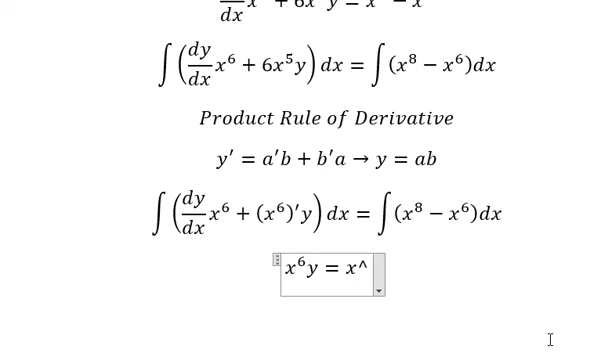 dx
∫(dy/dx x⁶ + 6x⁵y) dx = ∫(x⁸ − x⁶)dx
Product Rule of Derivative
y′ = a′b + b′a → y = ab
∫(dy/dx x⁶ + (x⁶)′y) dx = ∫(x⁸ − x⁶)dx
x⁶y = x^